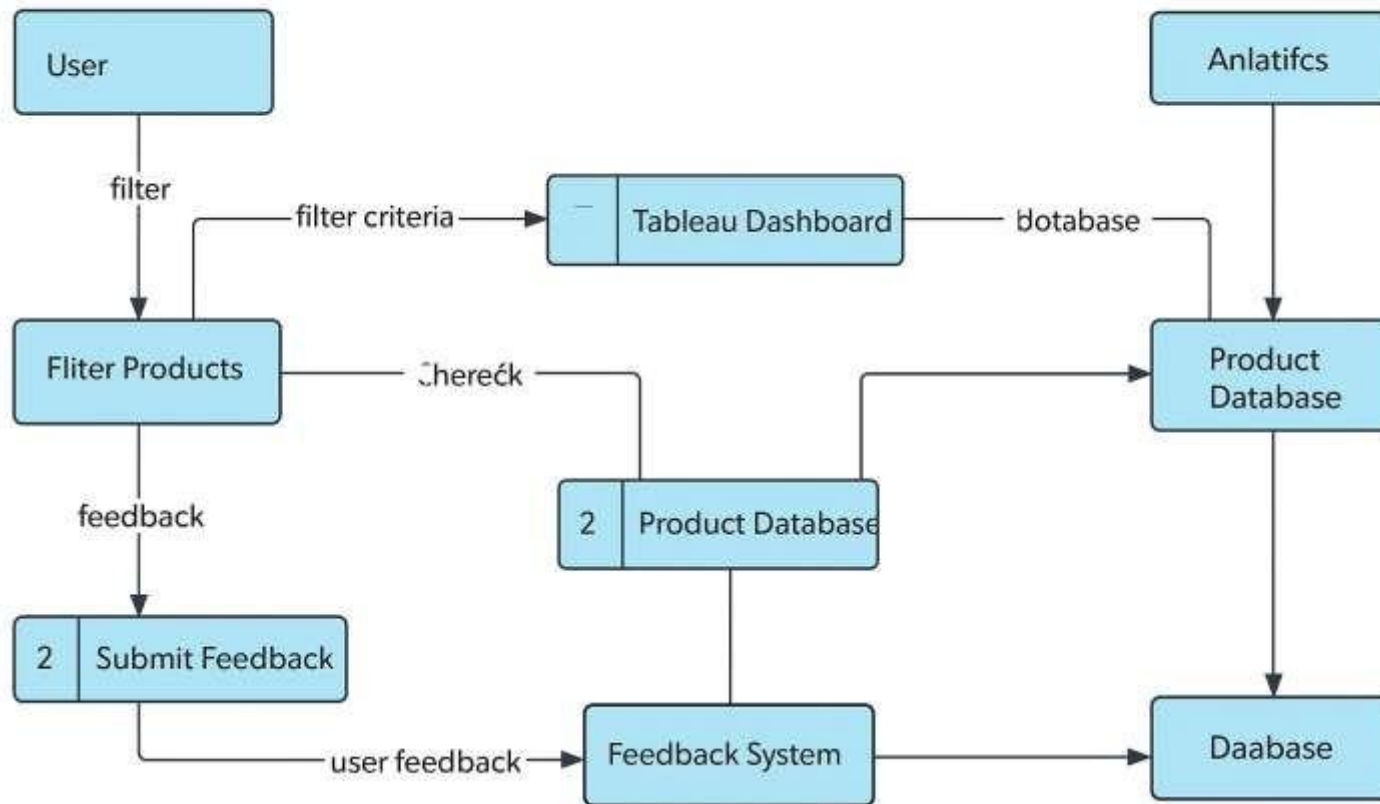 User
Anlatifcs
filter
filter criteria
Tableau Dashboard
botabase
Fliter Products
Product
Database
2
Product Database
feedback
2
Submit Feedback
user feedback
Feedback System
Daabase